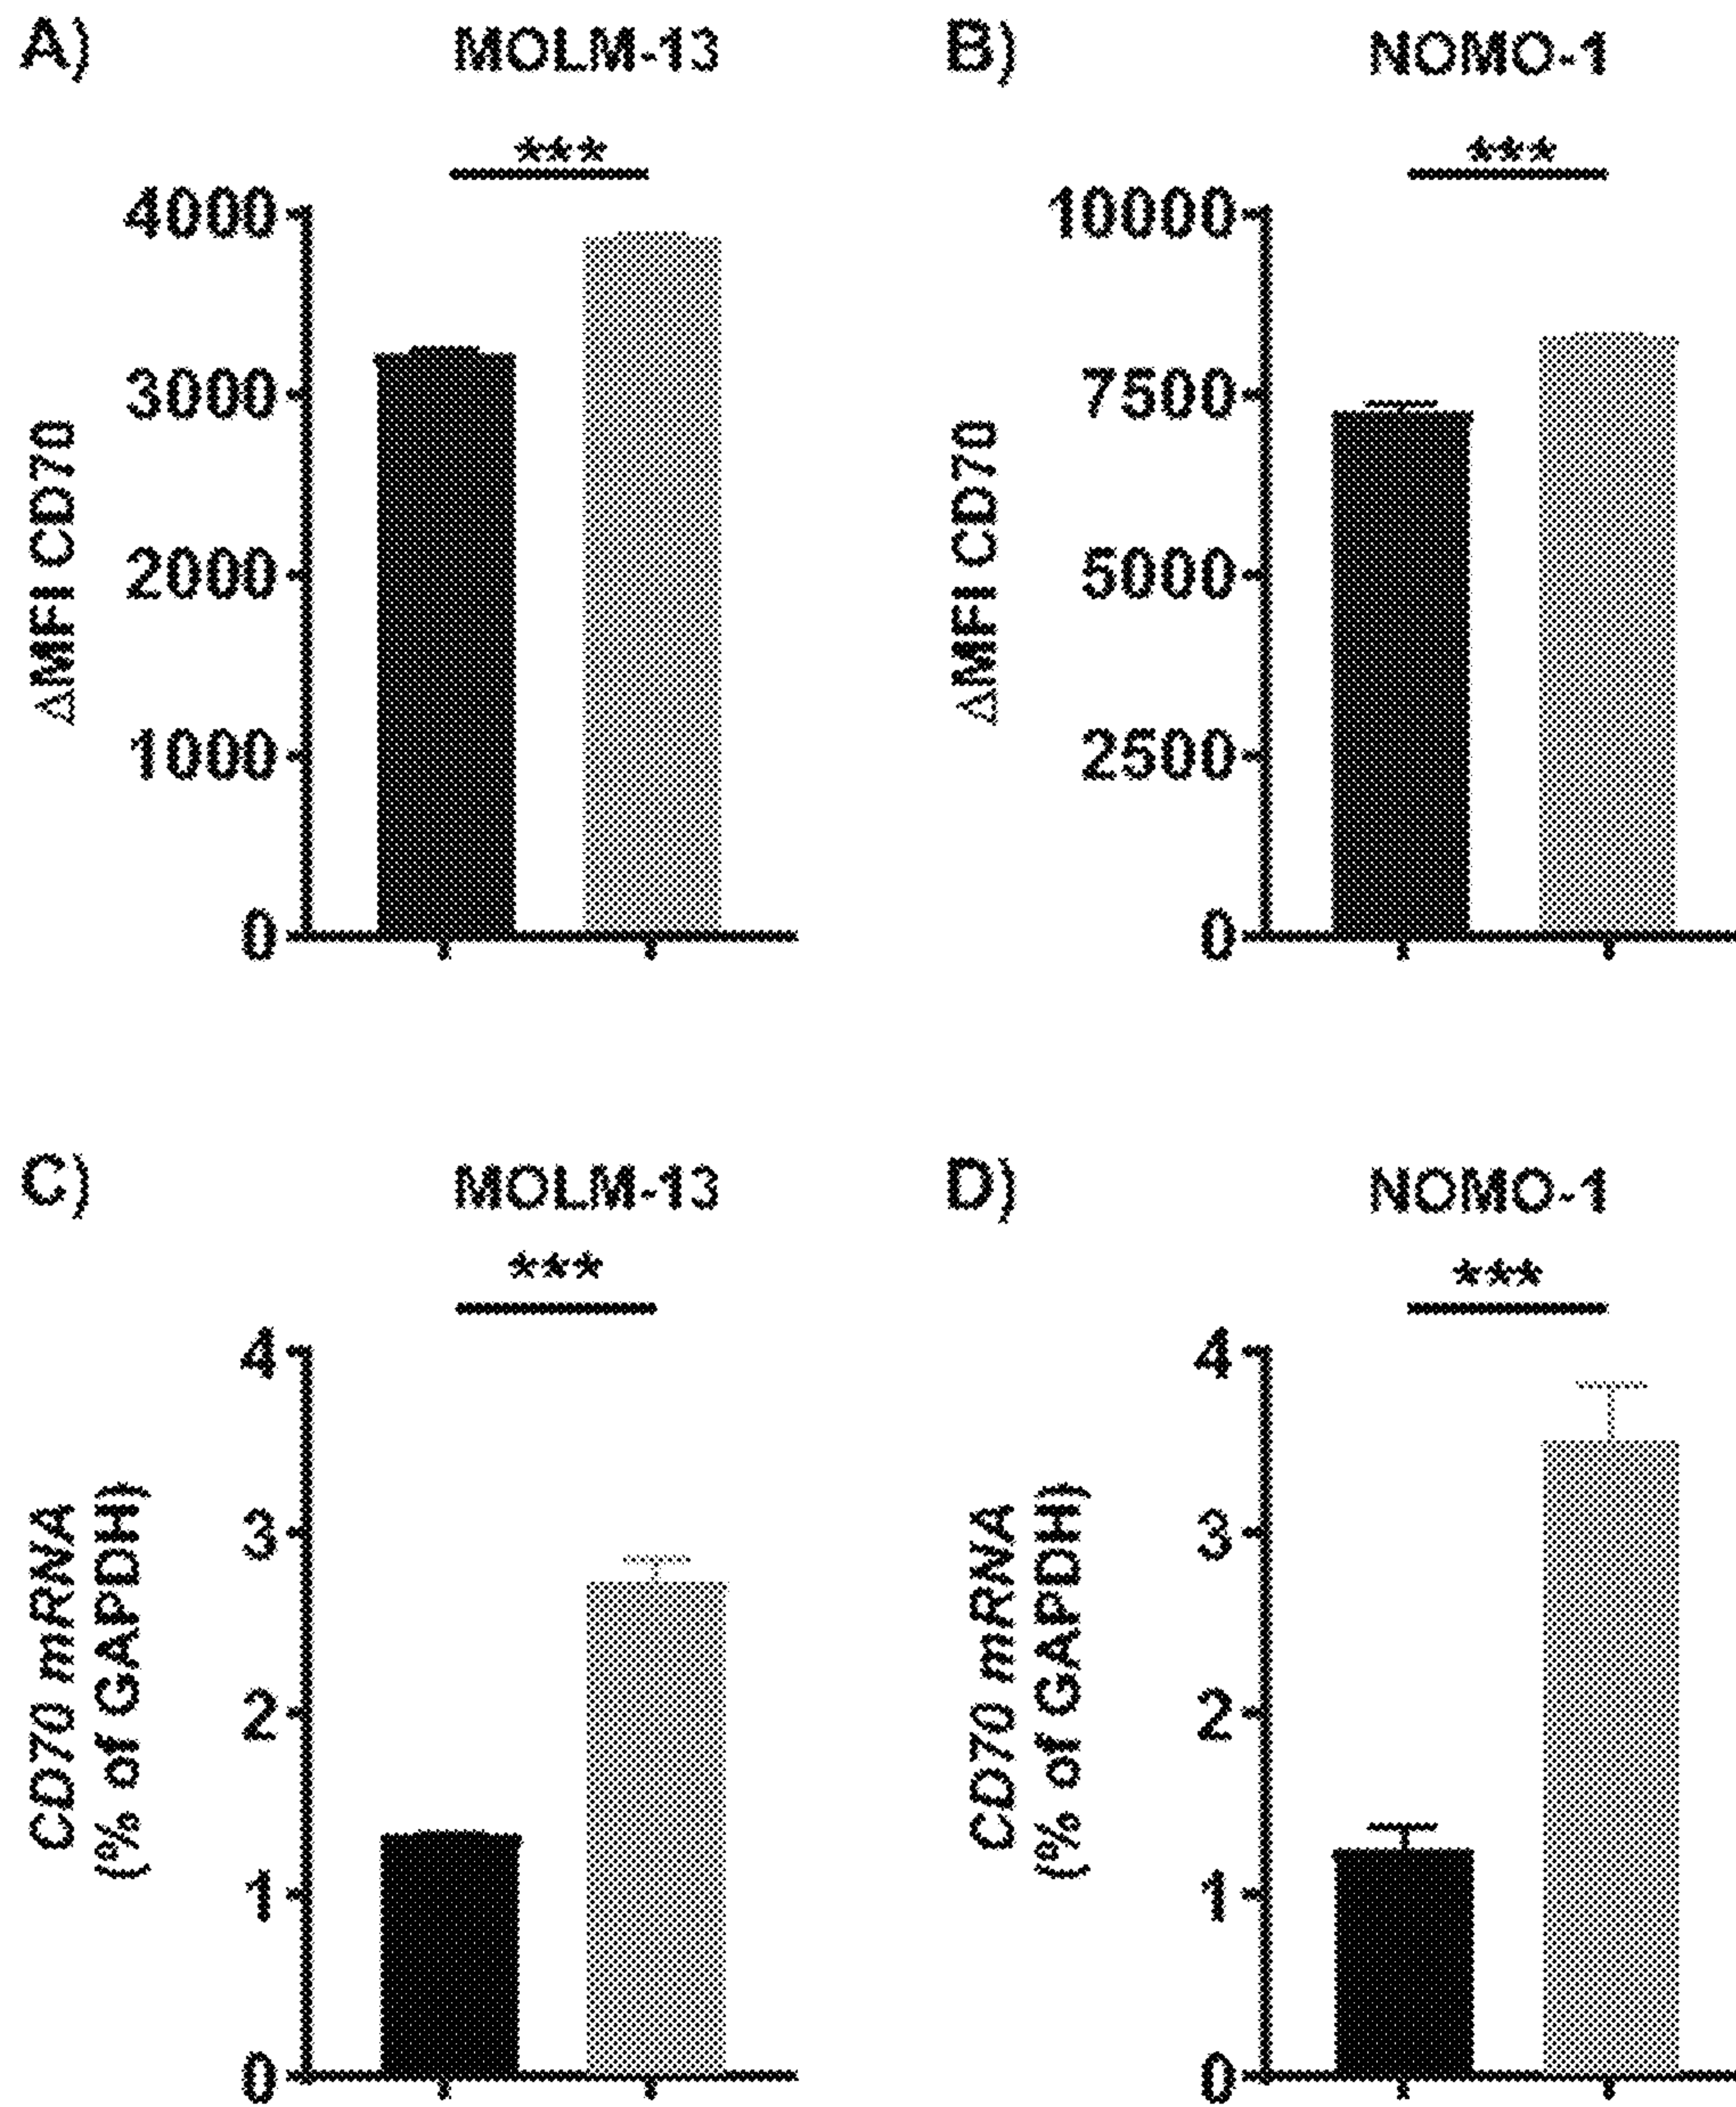 A)
MOLM-13
***
4000
3000
2000
1000
0
ΔMFI CD70
B)
NOMO-1
***
10000
7500
5000
2500
0
ΔMFI CD70
C)
MOLM-13
***
4
3
2
1
0
CD70 mRNA
(% of GAPDH)
D)
NOMO-1
***
4
3
2
1
0
CD70 mRNA
(% of GAPDH)